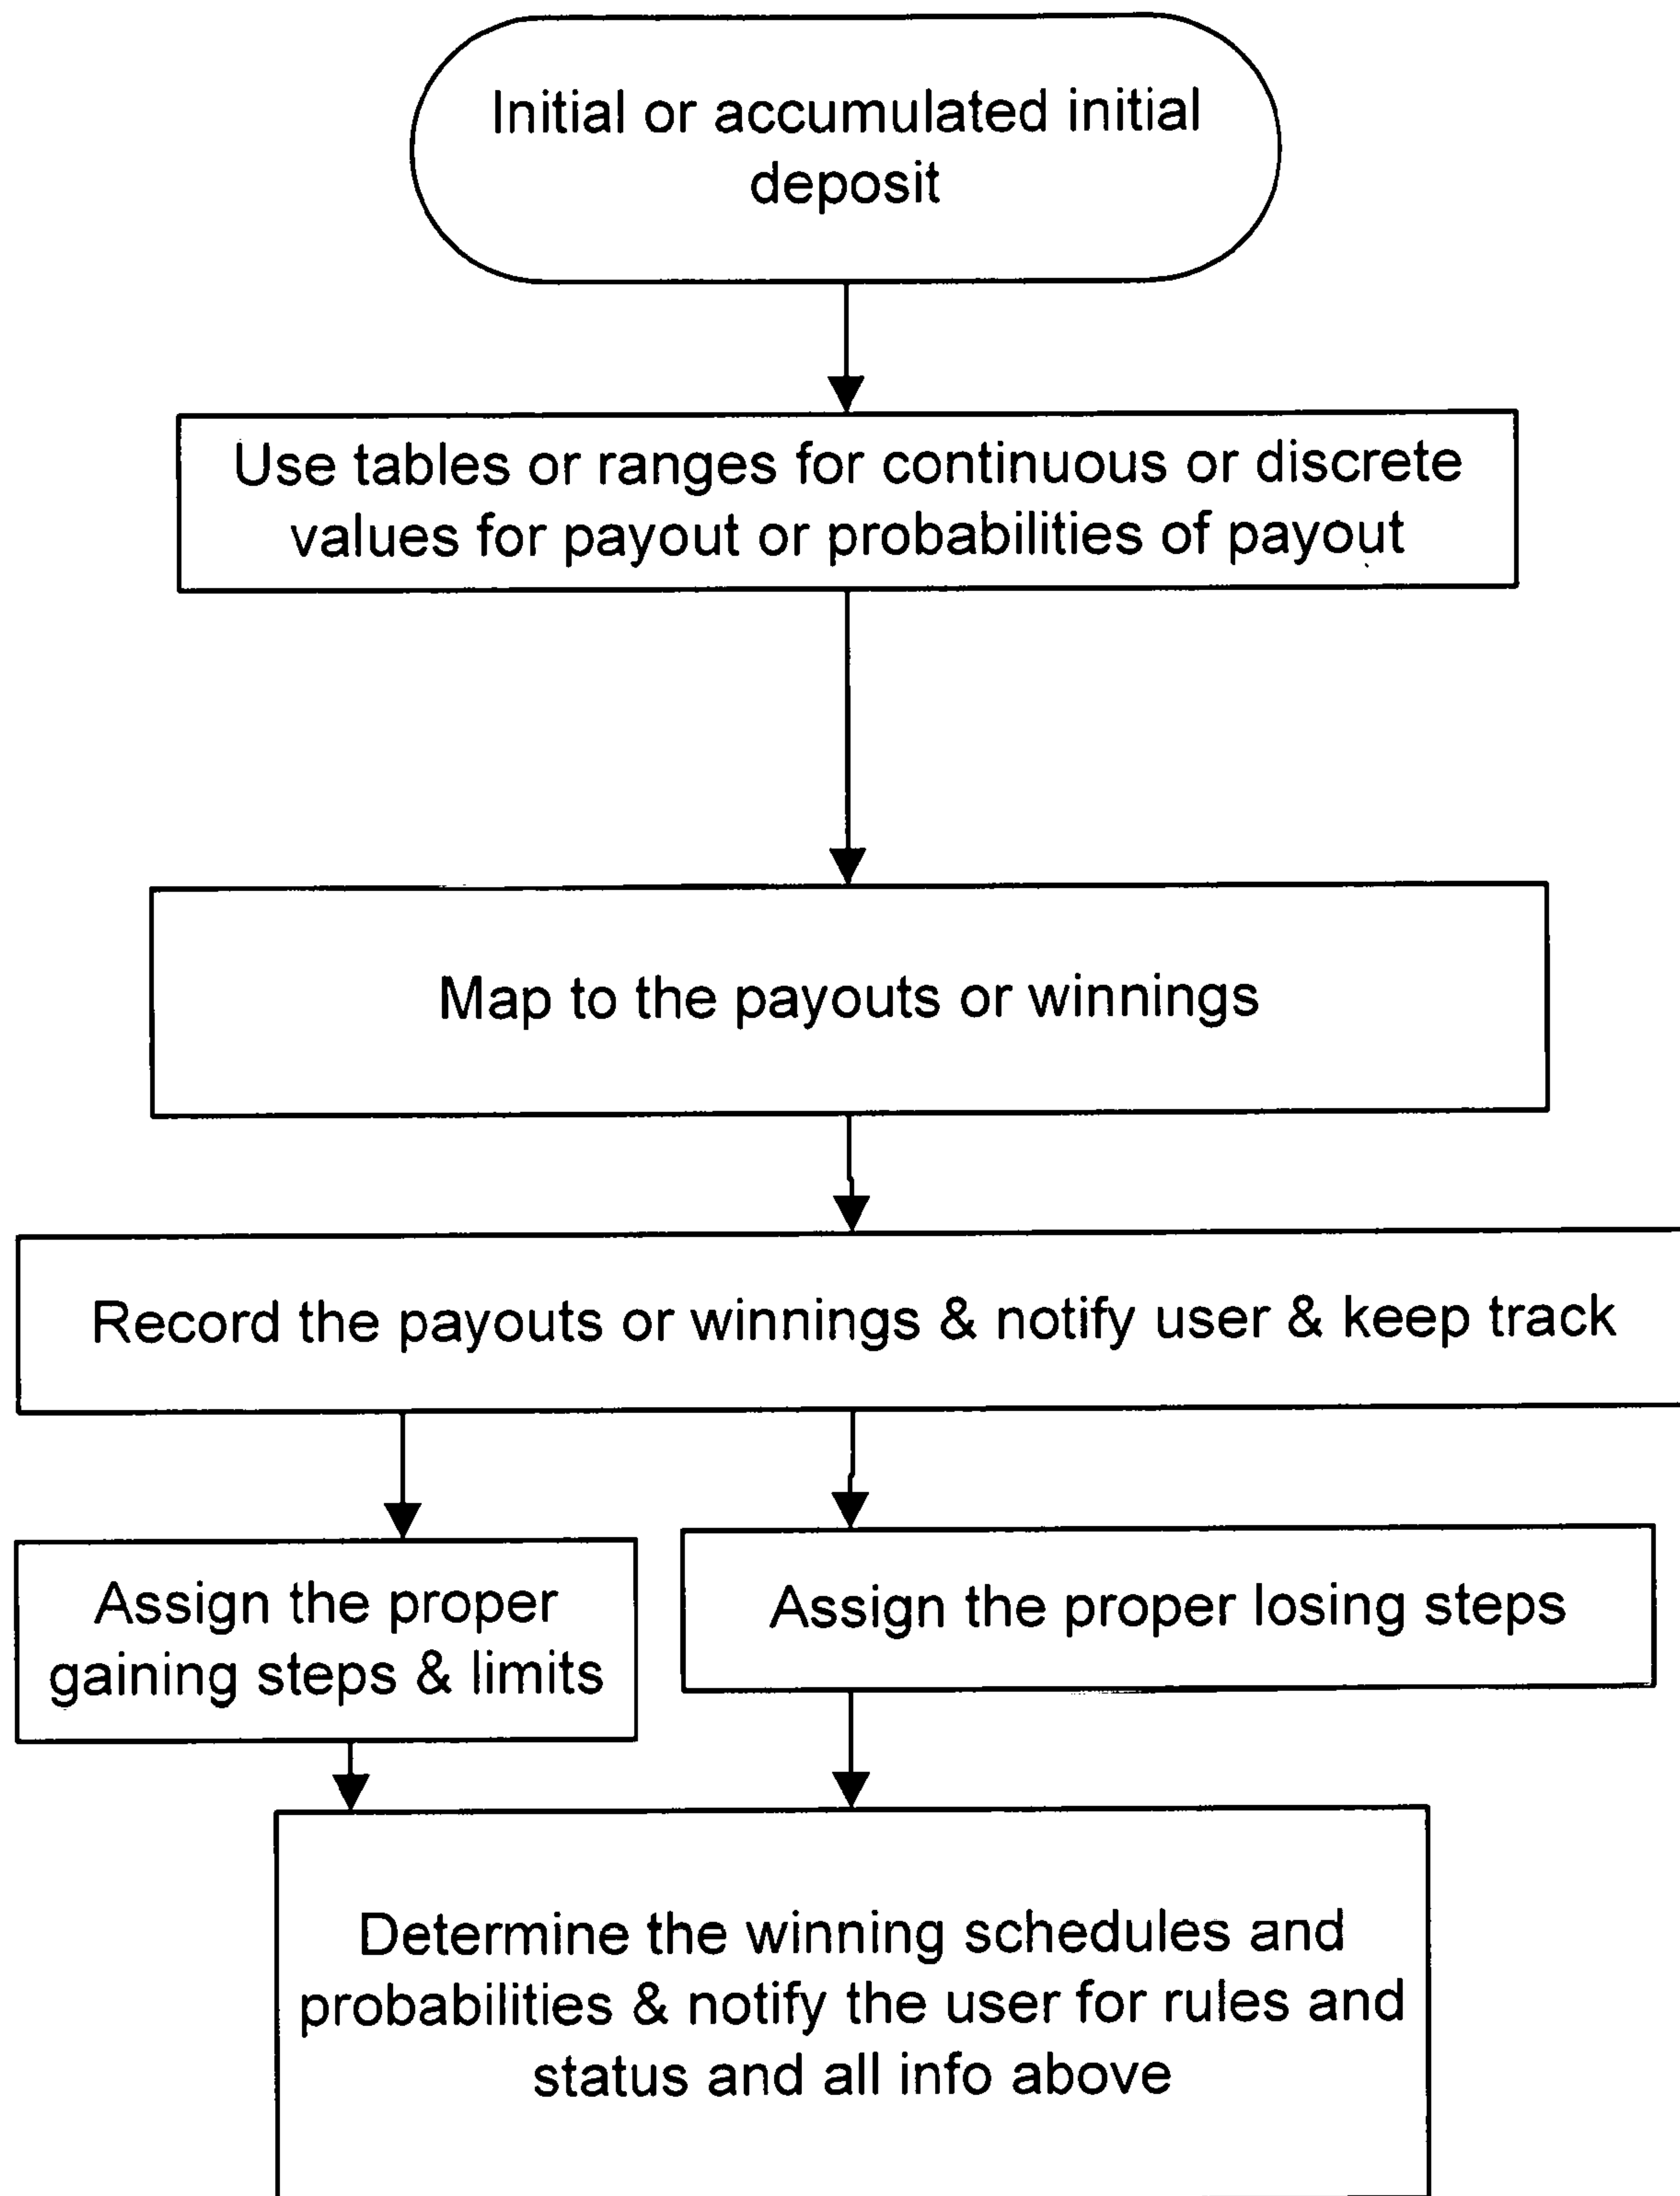 Initial or accumulated initial
deposit
Use tables or ranges for continuous or discrete
values for payout or probabilities of payout
Map to the payouts or winnings
Record the payouts or winnings & notify user & keep track
Assign the proper
gaining steps & limits
Assign the proper losing steps
Determine the winning schedules and
probabilities & notify the user for rules and
status and all info above